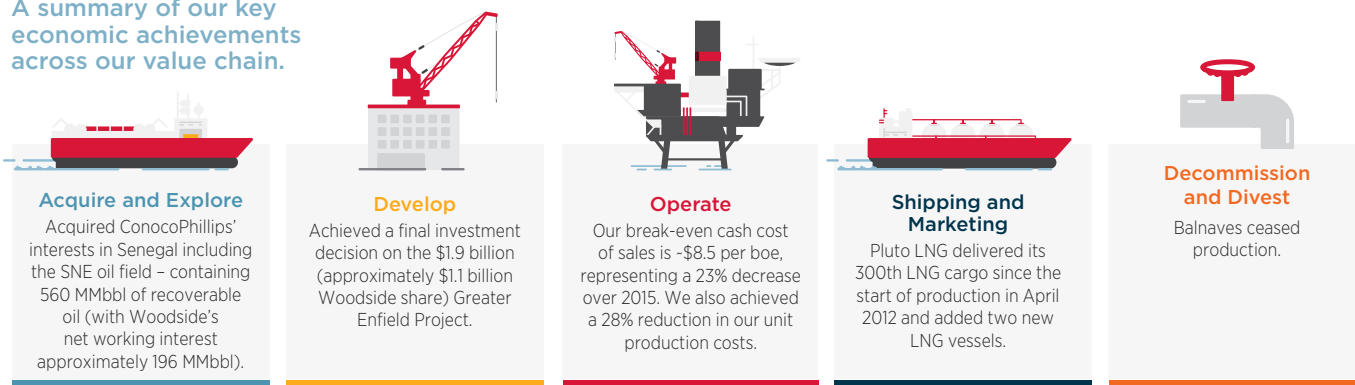 A summary of our key
economic achievements
across our value chain.
Acquire and Explore
Acquired ConocoPhillips'
interests in Senegal including
the SNE oil field – containing
560 MMbbl of recoverable
oil (with Woodside's
net working interest
approximately 196 MMbbl).
Develop
Achieved a final investment
decision on the $1.9 billion
(approximately $1.1 billion
Woodside share) Greater
Enfield Project.
Operate
Our break-even cash cost
of sales is ~$8.5 per boe,
representing a 23% decrease
over 2015. We also achieved
a 28% reduction in our unit
production costs.
Shipping and
Marketing
Pluto LNG delivered its
300th LNG cargo since the
start of production in April
2012 and added two new
LNG vessels.
Decommission
and Divest
Balnaves ceased
production.